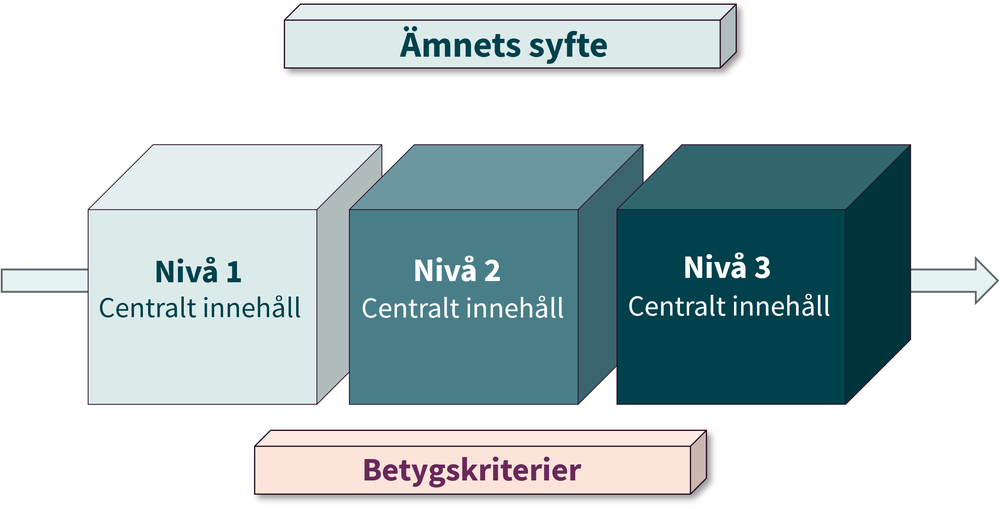 Ämnets syfte
Nivå 1
Centralt innehåll
Nivå 2
Centralt innehåll
Nivå 3
Centralt innehåll
Betygskriterier